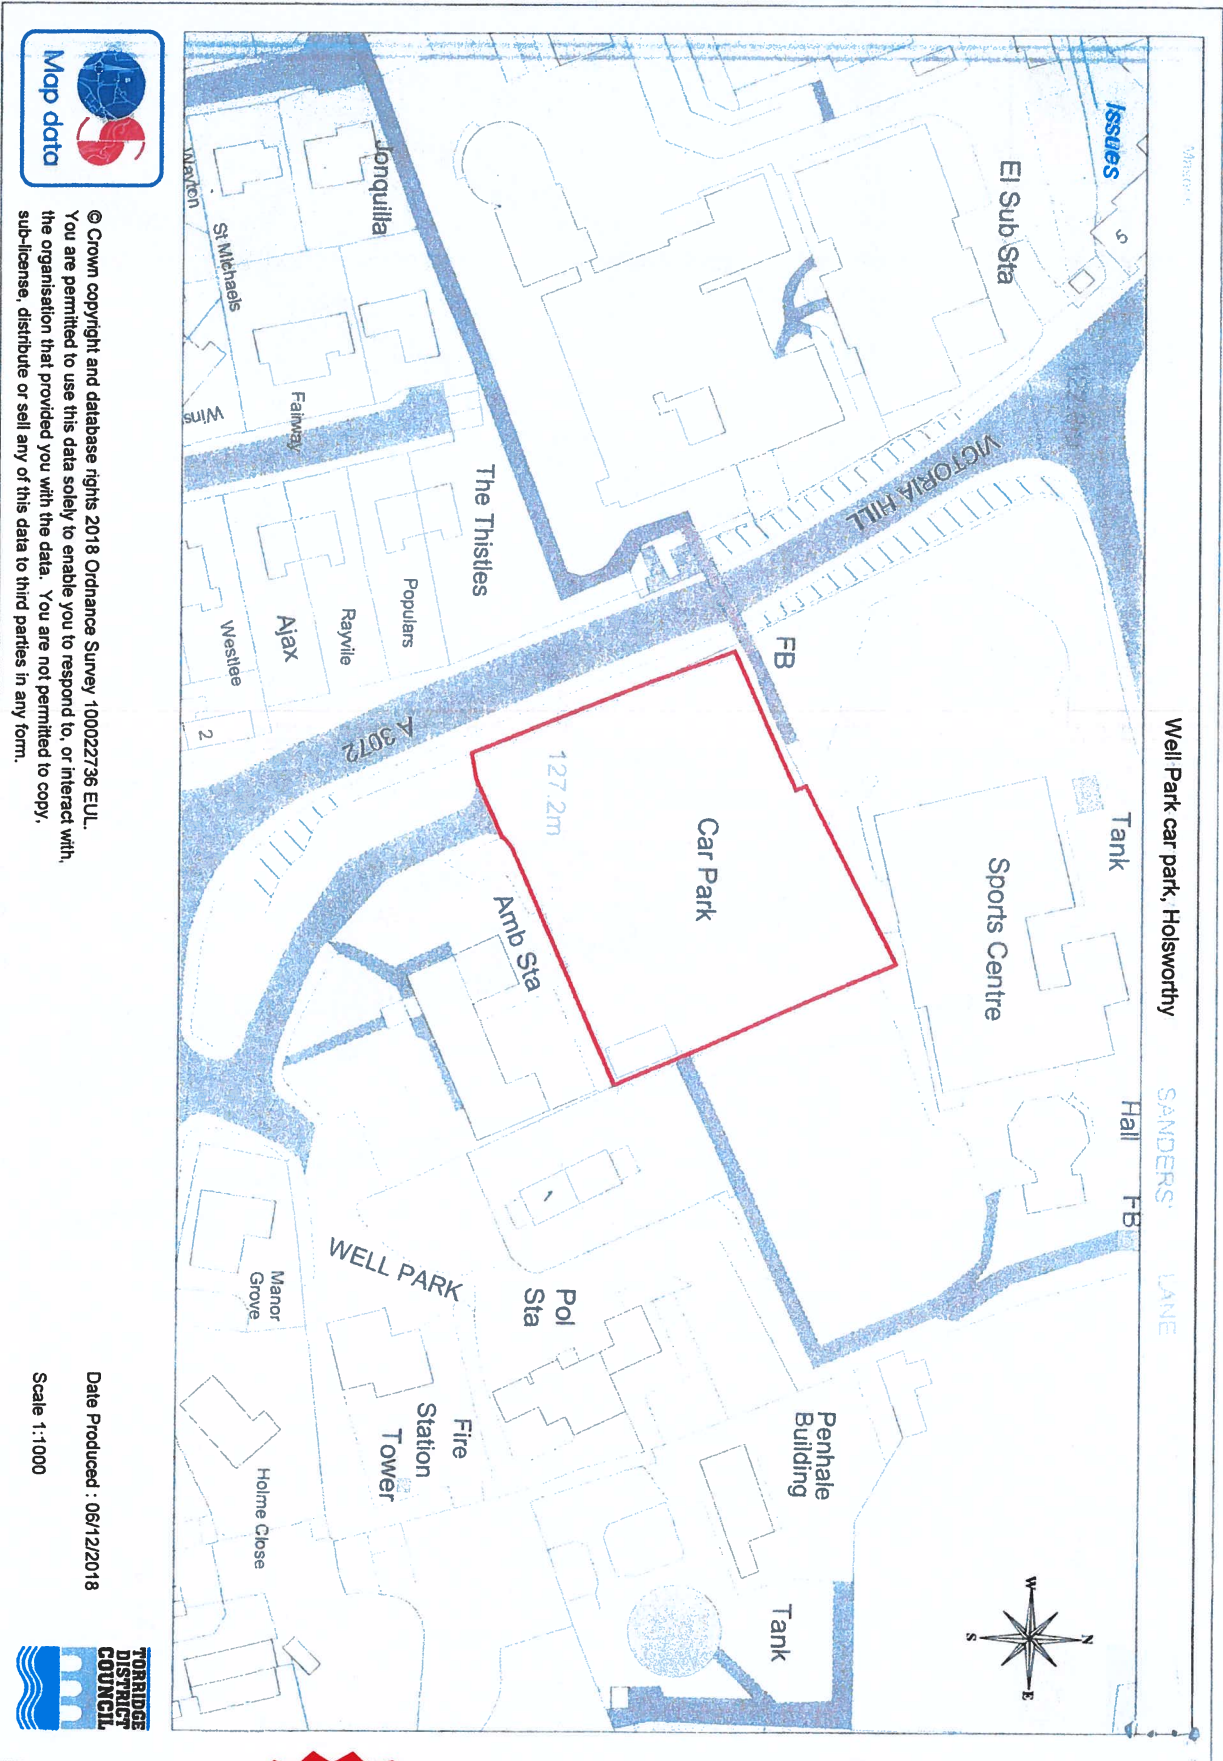 Well Park car park, Holsworthy
SANDERS' LANE
Issues
5
El Sub Sta
VICTORIA HILL
Tank
Sports Centre
Hall
FB
FB
Jonquilla
The Thistles
Car Park
127.2m
Amb Sta
Penhale
Building
Pol
Sta
Tank
Wayton
St Michaels
Wins
Fairway
Populars
Rayvile
Ajax
Westlee
2
A 3072
WELL PARK
Manor
Grove
Fire
Station
Tower
Holme Close
W
N
S
E
Map data
© Crown copyright and database rights 2018 Ordnance Survey 100022736 EUL.
You are permitted to use this data solely to enable you to respond to, or interact with,
the organisation that provided you with the data. You are not permitted to copy,
sub-license, distribute or sell any of this data to third parties in any form.
Date Produced : 06/12/2018
Scale 1:1000
TORRIDGE
DISTRICT
COUNCIL